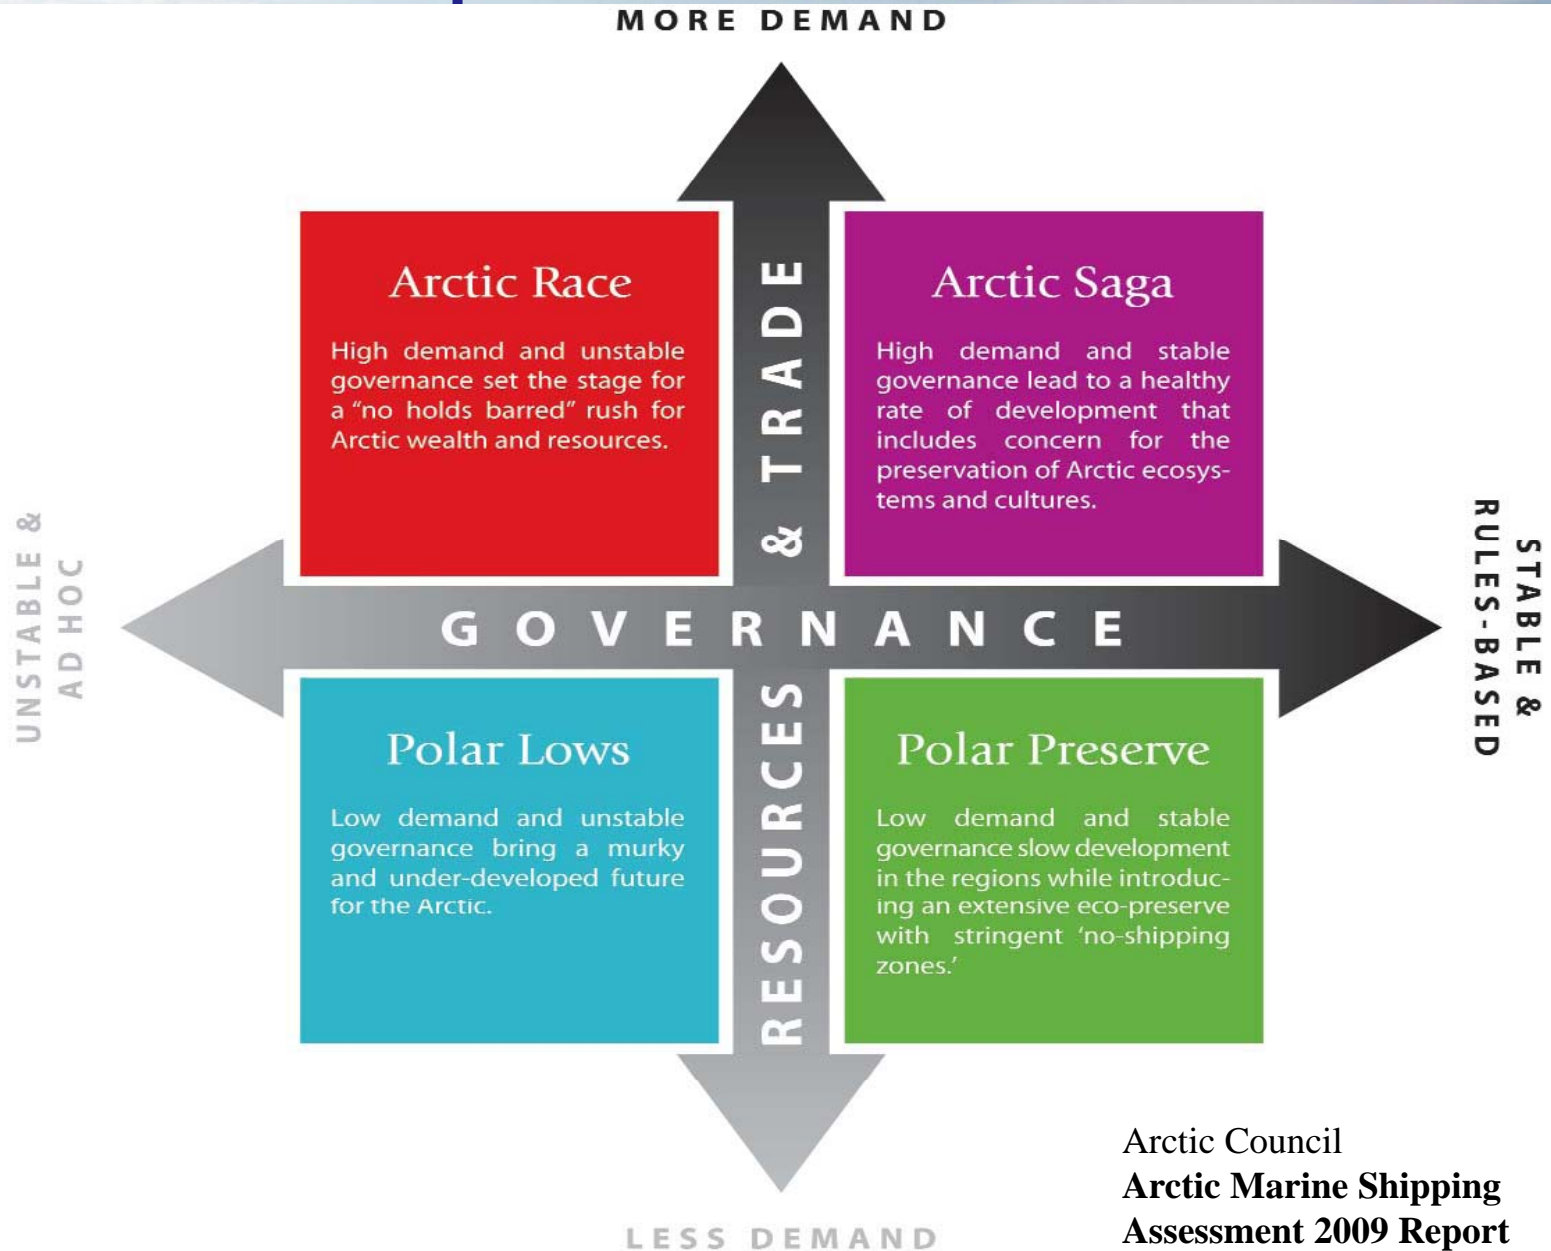 MORE DEMAND
Arctic Race
High demand and unstable
governance set the stage for
a “no holds barred” rush for
Arctic wealth and resources.
Arctic Saga
High demand and stable
governance lead to a healthy
rate of development that
includes concern for the
preservation of Arctic ecosys-
tems and cultures.
RESOURCES & TRADE
UNSTABLE &
AD HOC
GOVERNANCE
STABLE &
RULES-BASED
Polar Lows
Low demand and unstable
governance bring a murky
and under-developed future
for the Arctic.
Polar Preserve
Low demand and stable
governance slow development
in the regions while introduc-
ing an extensive eco-preserve
with stringent ‘no-shipping
zones.’
LESS DEMAND
Arctic Council
Arctic Marine Shipping
Assessment 2009 Report